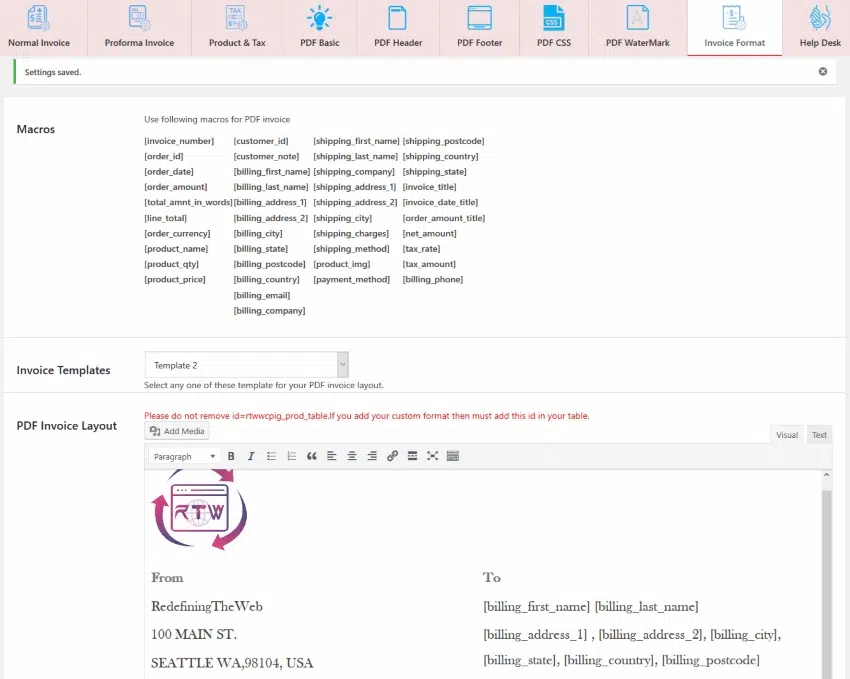 Normal Invoice Proforma Invoice Product & Tax PDF Basic PDF Header PDF Footer PDF CSS PDF WaterMark Invoice Format Help Desk
Settings saved.
Macros
Use following macros for PDF invoice
[invoice_number] [customer_id] [shipping_first_name] [shipping_postcode]
[order_id] [customer_note] [shipping_last_name] [shipping_country]
[order_date] [billing_first_name] [shipping_company] [shipping_state]
[order_amount] [billing_last_name] [shipping_address_1] [invoice_title]
[total_amnt_in_words] [billing_address_1] [shipping_address_2] [invoice_date_title]
[line_total] [billing_address_2] [shipping_city] [order_amount_title]
[order_currency] [billing_city] [shipping_charges] [net_amount]
[product_name] [billing_state] [shipping_method] [tax_rate]
[product_qty] [billing_postcode] [product_img] [tax_amount]
[product_price] [billing_country] [payment_method] [billing_phone]
[billing_email]
[billing_company]
Invoice Templates
Template 2
Select any one of these template for your PDF invoice layout.
PDF Invoice Layout
Please do not remove id=rtwwcpig_prod_table.If you add your custom format then must add this id in your table.
Add Media
Visual Text
Paragraph B I
RTW
From To
RedefiningTheWeb [billing_first_name] [billing_last_name]
100 MAIN ST. [billing_address_1] , [billing_address_2], [billing_city],
SEATTLE WA,98104, USA [billing_state], [billing_country], [billing_postcode]